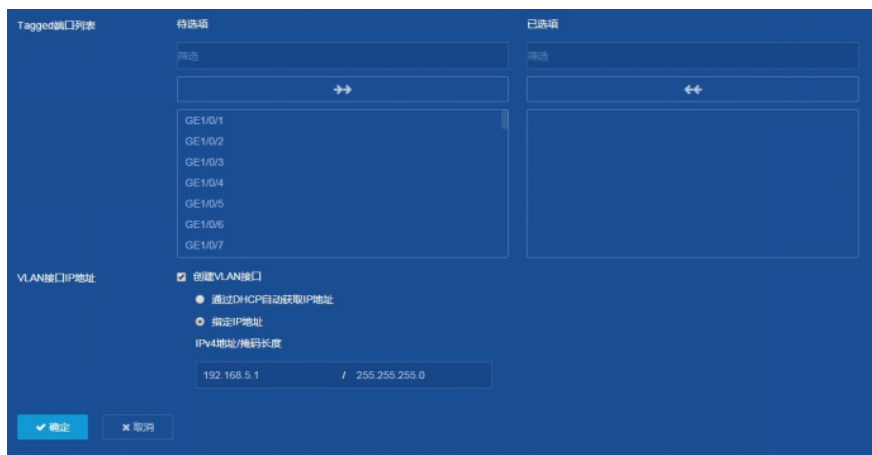 Tagged端口列表
待选项
已选项
筛选
筛选
GE1/0/1
GE1/0/2
GE1/0/3
GE1/0/4
GE1/0/5
GE1/0/6
GE1/0/7
VLAN接口IP地址
创建VLAN接口
通过DHCP自动获取IP地址
指定IP地址
IPv4地址/掩码长度
192.168.5.1 / 255.255.255.0
确定
取消